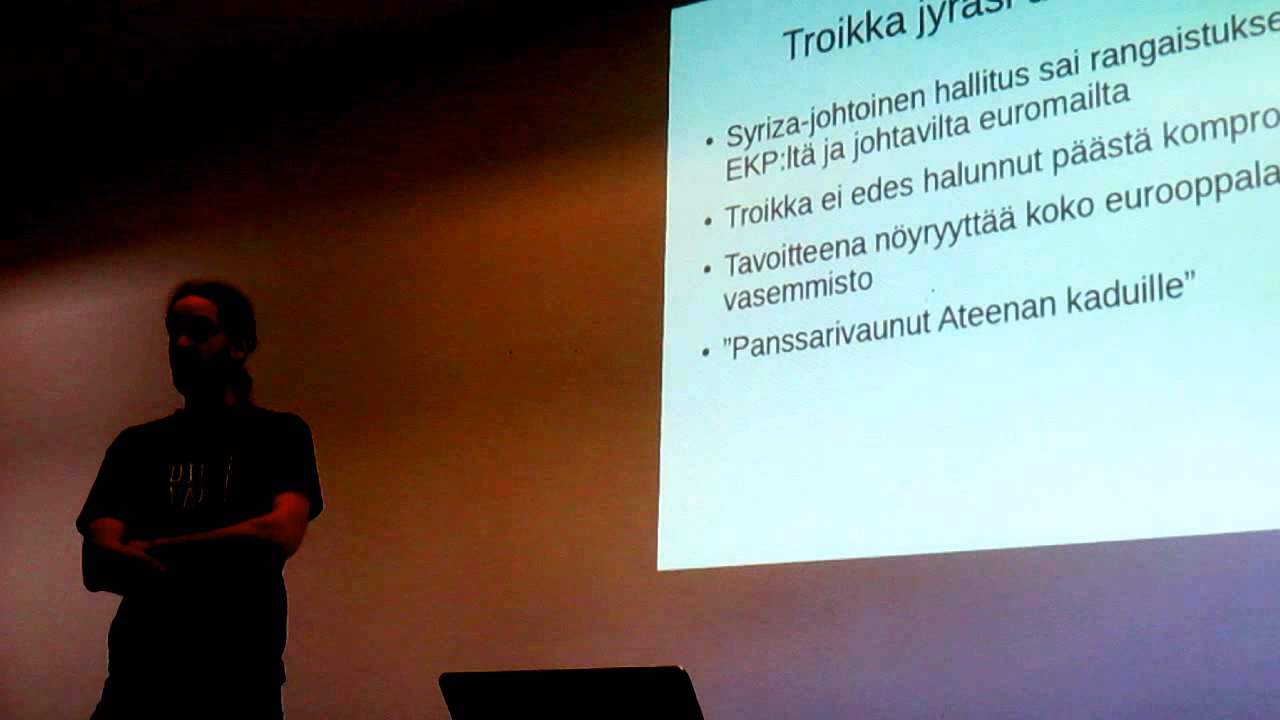 Troikka jyräsi
• Syriza-johtoinen hallitus sai rangaistukse
EKP:ltä ja johtavilta euromailta
• Troikka ei edes halunnut päästä kompro
• Tavoitteena nöyryyttää koko eurooppala
vasemmisto
• ”Panssarivaunut Ateenan kaduille”